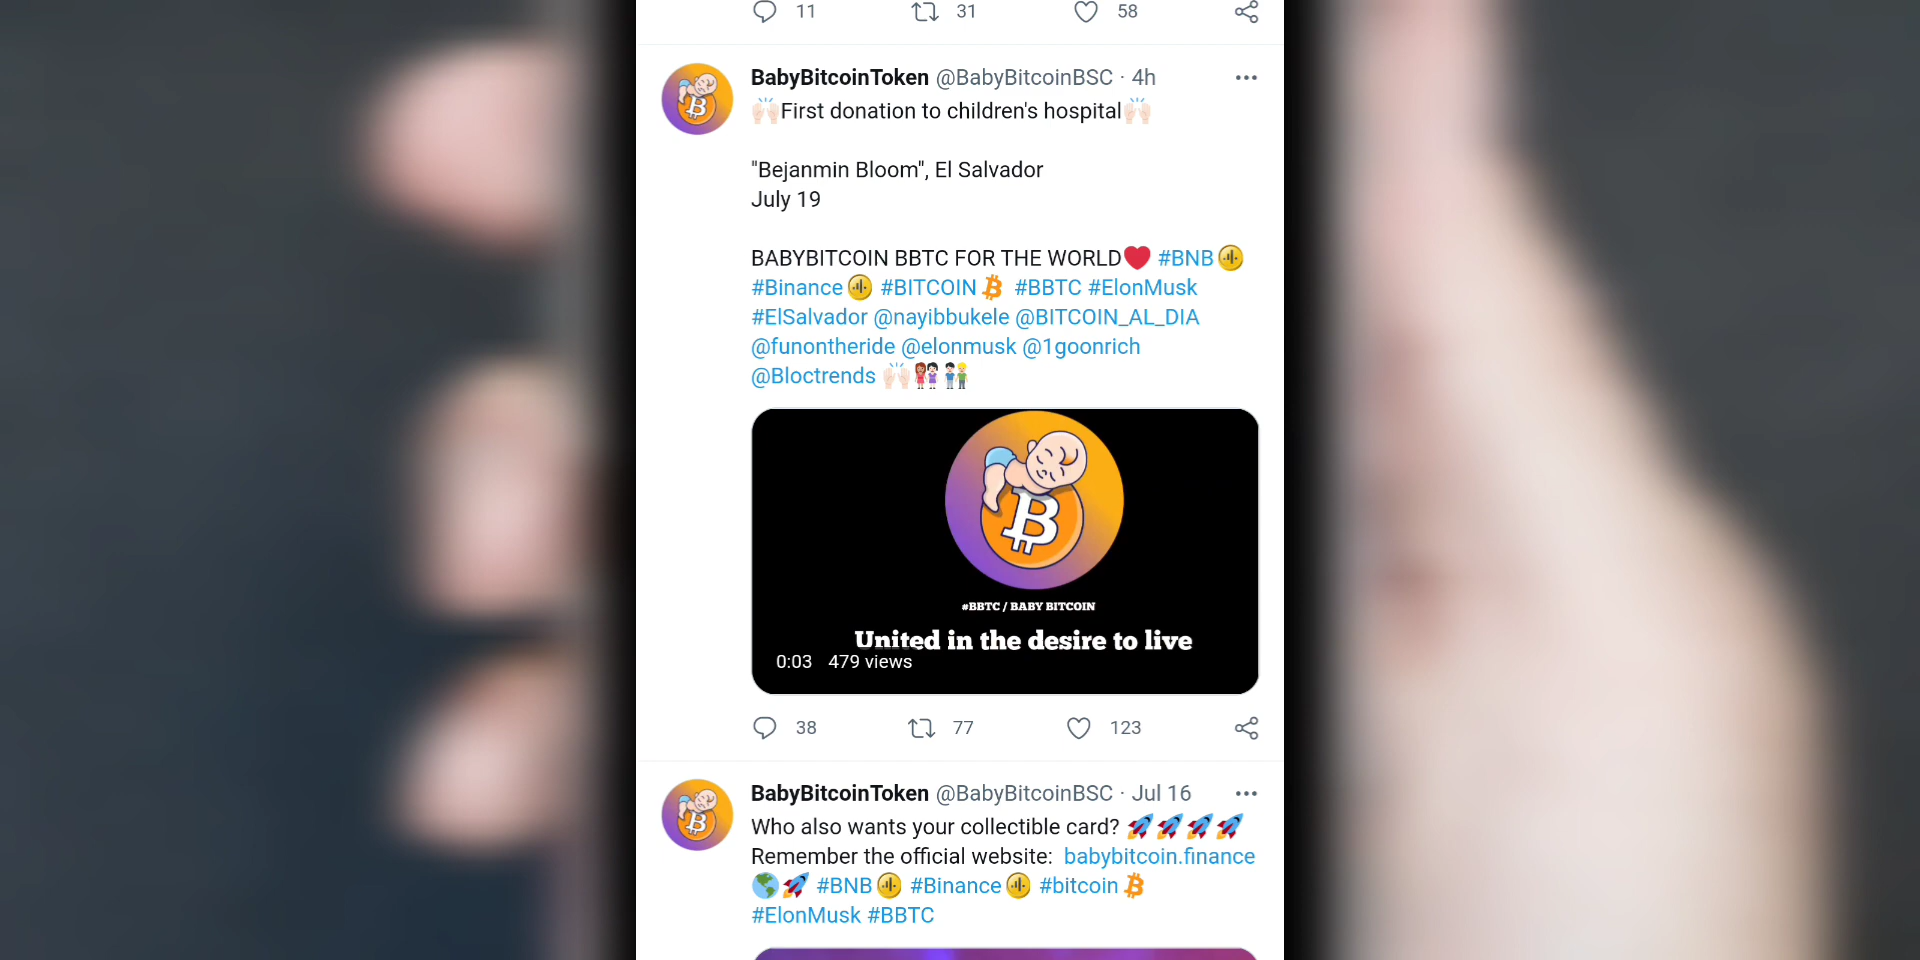 11 31 58
BabyBitcoinToken @BabyBitcoinBSC · 4h
🙌🏻First donation to children's hospital🙌🏻
"Bejanmin Bloom", El Salvador
July 19
BABYBITCOIN BBTC FOR THE WORLD❤️ #BNB
#Binance #BITCOIN #BBTC #ElonMusk
#ElSalvador @nayibbukele @BITCOIN_AL_DIA
@funontheride @elonmusk @1goonrich
@Bloctrends 🙌🏻👭👬
#BBTC / BABY BITCOIN
United in the desire to live
0:03 479 views
38 77 123
BabyBitcoinToken @BabyBitcoinBSC · Jul 16
Who also wants your collectible card? 🚀🚀🚀🚀
Remember the official website: babybitcoin.finance
🌎🚀 #BNB #Binance #bitcoin
#ElonMusk #BBTC